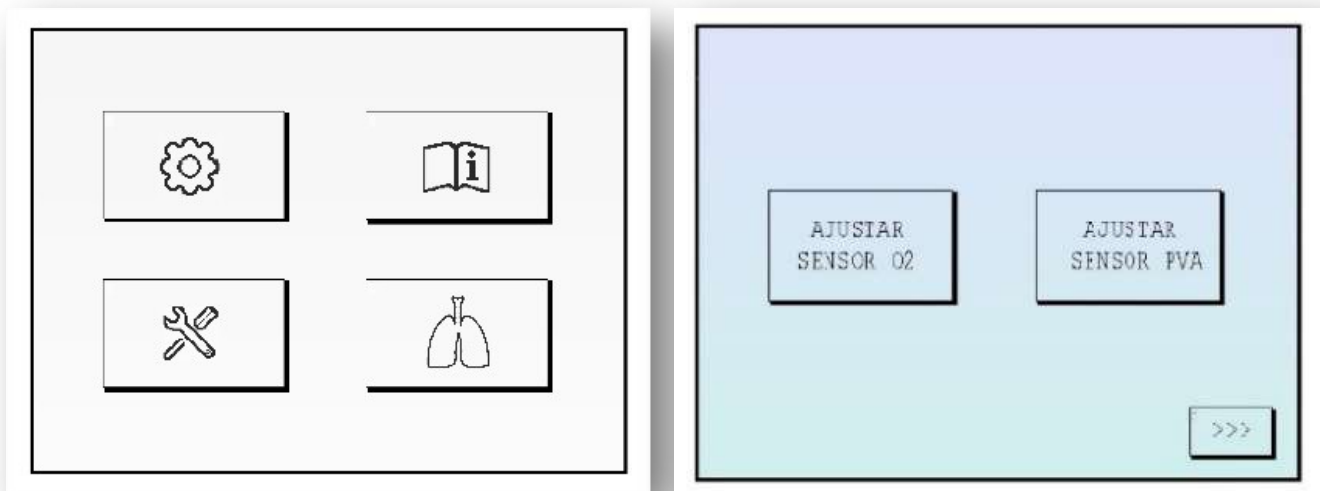 i
AJUSTAR
SENSOR O2
AJUSTAR
SENSOR PVA
>>>